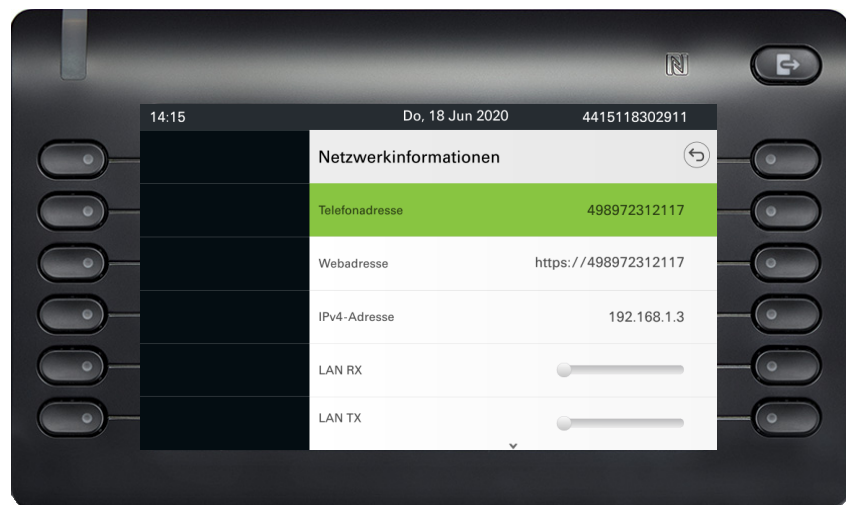 14:15 Do, 18 Jun 2020 4415118302911
Netzwerkinformationen
Telefonadresse 498972312117
Webadresse https://498972312117
IPv4-Adresse 192.168.1.3
LAN RX
LAN TX